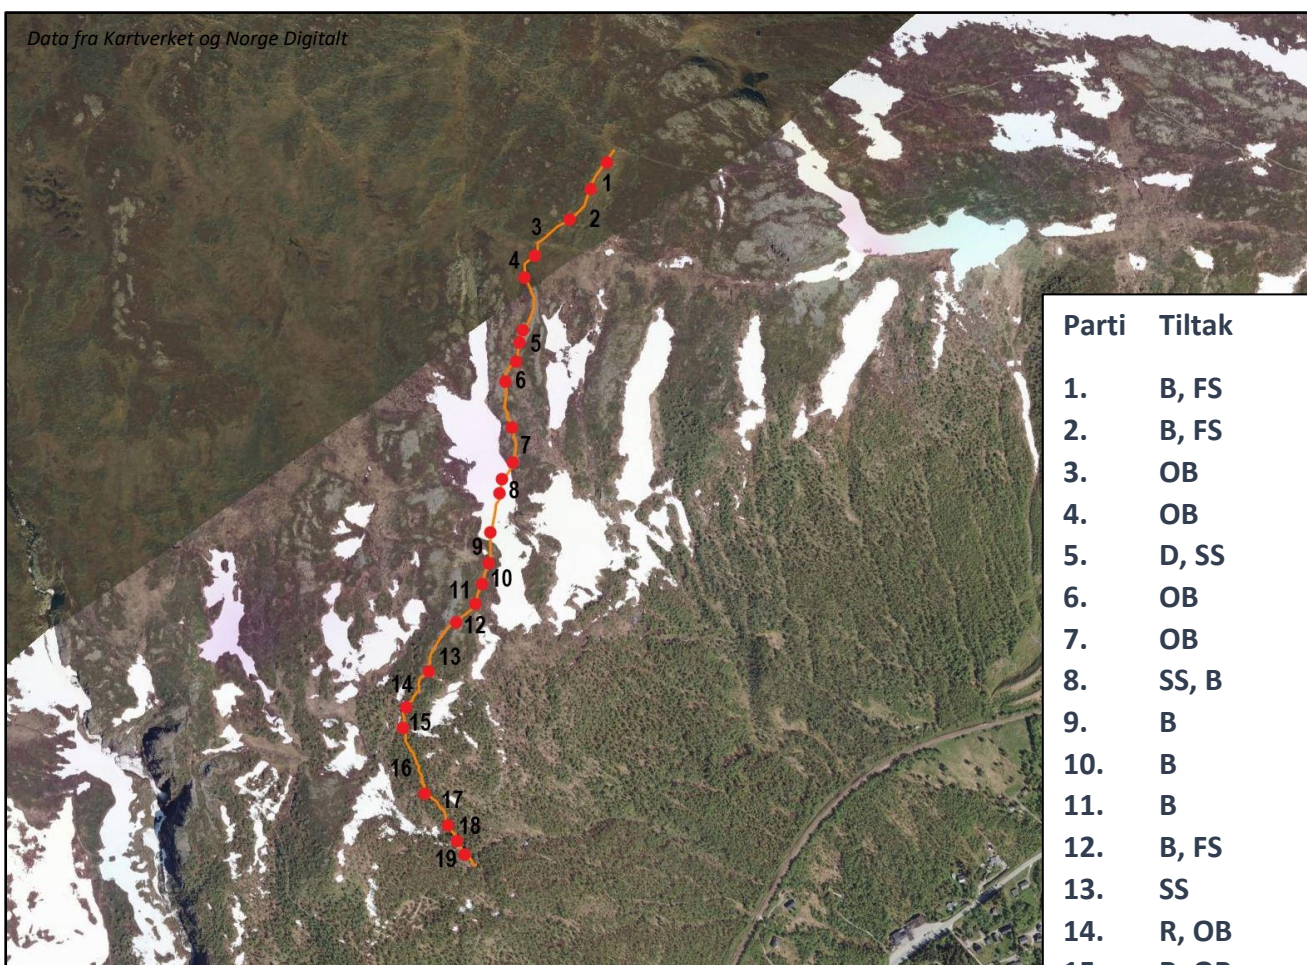 Data fra Kartverket og Norge Digitalt
1
2
3
4
5
6
7
8
9
10
11
12
13
14
15
16
17
18
19
Parti Tiltak
1. B, FS
2. B, FS
3. OB
4. OB
5. D, SS
6. OB
7. OB
8. SS, B
9. B
10. B
11. B
12. B, FS
13. SS
14. R, OB